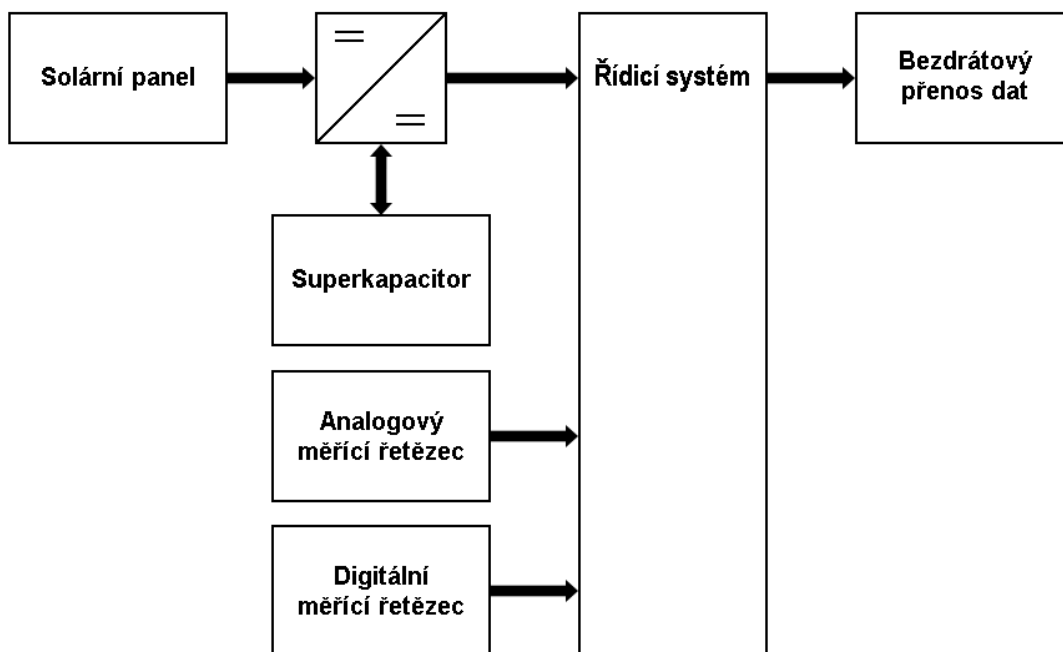 Solární panel
Řídicí systém
Bezdrátový
přenos dat
Superkapacitor
Analogový
měřící řetězec
Digitální
měřící řetězec